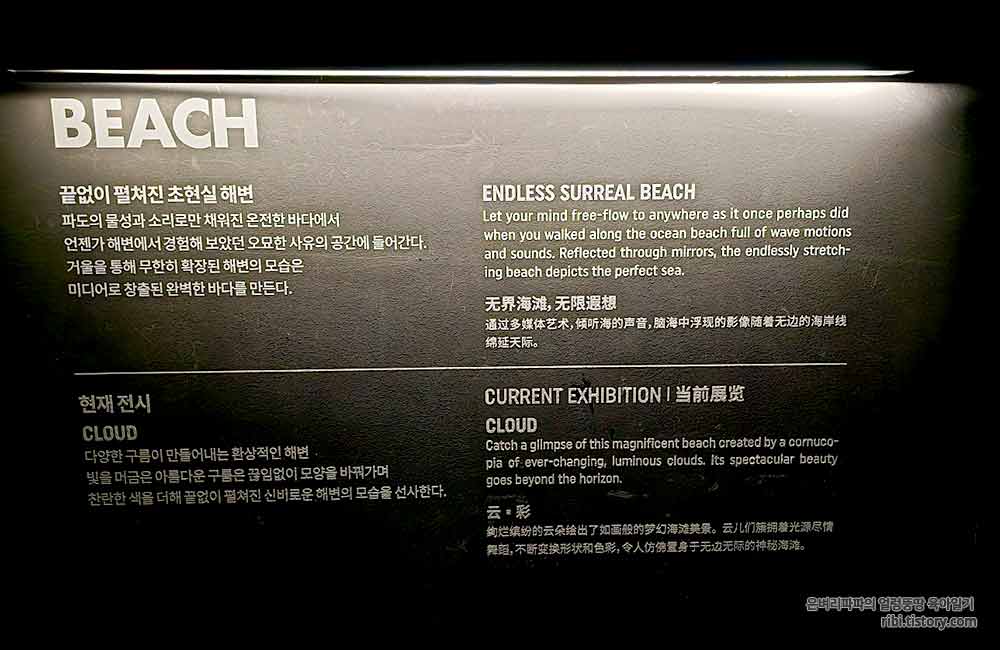 BEACH
끝없이 펼쳐진 초현실 해변
파도의 물성과 소리로만 채워진 온전한 바다에서
언젠가 해변에서 경험해 보았던 오묘한 사유의 공간에 들어간다.
거울을 통해 무한히 확장된 해변의 모습은
미디어로 창출된 완벽한 바다를 만든다.
ENDLESS SURREAL BEACH
Let your mind free-flow to anywhere as it once perhaps did
when you walked along the ocean beach full of wave motions
and sounds. Reflected through mirrors, the endlessly stretch-
ing beach depicts the perfect sea.
无界海滩, 无限遐想
通过多媒体艺术, 倾听海的声音, 脑海中浮现的影像随着无边的海岸线
绵延天际。
현재 전시
CLOUD
다양한 구름이 만들어내는 환상적인 해변
빛을 머금은 아름다운 구름은 끊임없이 모양을 바꿔가며
찬란한 색을 더해 끝없이 펼쳐진 신비로운 해변의 모습을 선사한다.
CURRENT EXHIBITION | 当前展览
CLOUD
Catch a glimpse of this magnificent beach created by a cornuco-
pia of ever-changing, luminous clouds. Its spectacular beauty
goes beyond the horizon.
云·彩
绚烂缤纷的云朵绘出了如画般的梦幻海滩美景。云儿们簇拥着光源尽情
舞蹈, 不断变换形状和色彩, 令人仿佛置身于无边无际的神秘海滩。
은벼리파파의 얼렁뚱땅 육아일기
ribi.tistory.com